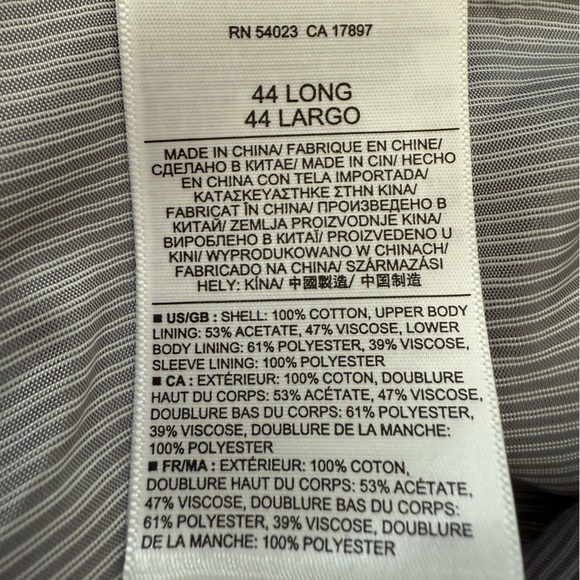 RN 54023 CA 17897
44 LONG
44 LARGO
MADE IN CHINA/ FABRIQUE EN CHINE/
СДЕЛАНО В КИТАЕ/ MADE IN CIN/ HECHO
EN CHINA CON TELA IMPORTADA/
ΚΑΤΑΣΚΕΥΑΣΤΗΚΕ ΣΤΗΝ ΚΙΝΑ/
FABRICAT ÎN CHINA/ ПРОИЗВЕДЕНО В
КИТАЙ/ ZEMLJA PROIZVODNJE KINA/
ВИРОБЛЕНО В КИТАЇ/ PROIZVEDENO U
KINI/ WYPRODUKOWANO W CHINACH/
FABRICADO NA CHINA/ SZÁRMAZÁSI
HELY: KÍNA/ 中國製造/ 中国制造
■ US/GB : SHELL: 100% COTTON, UPPER BODY
LINING: 53% ACETATE, 47% VISCOSE, LOWER
BODY LINING: 61% POLYESTER, 39% VISCOSE,
SLEEVE LINING: 100% POLYESTER
■ CA : EXTÉRIEUR: 100% COTON, DOUBLURE
HAUT DU CORPS: 53% ACÉTATE, 47% VISCOSE,
DOUBLURE BAS DU CORPS: 61% POLYESTER,
39% VISCOSE, DOUBLURE DE LA MANCHE:
100% POLYESTER
■ FR/MA : EXTÉRIEUR: 100% COTON,
DOUBLURE HAUT DU CORPS: 53% ACÉTATE,
47% VISCOSE, DOUBLURE BAS DU CORPS:
61% POLYESTER, 39% VISCOSE, DOUBLURE
DE LA MANCHE: 100% POLYESTER